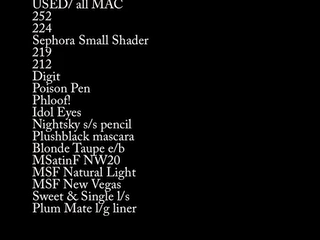 USED/ all MAC
252
224
Sephora Small Shader
219
212
Digit
Poison Pen
Phloof!
Idol Eyes
Nightsky s/s pencil
Plushblack mascara
Blonde Taupe e/b
MSatinF NW20
MSF Natural Light
MSF New Vegas
Sweet & Single l/s
Plum Mate l/g liner